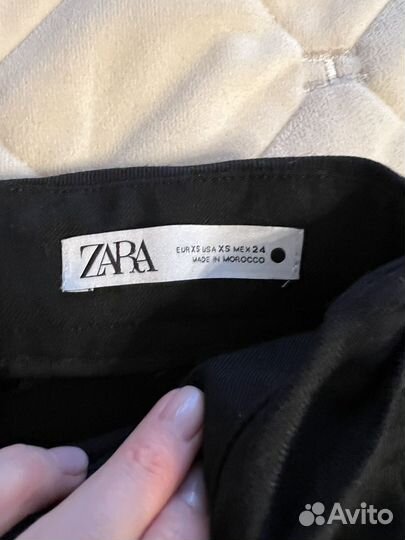 ZARA
EUR XS USA XS MEX 24
MADE IN MOROCCO
Avito